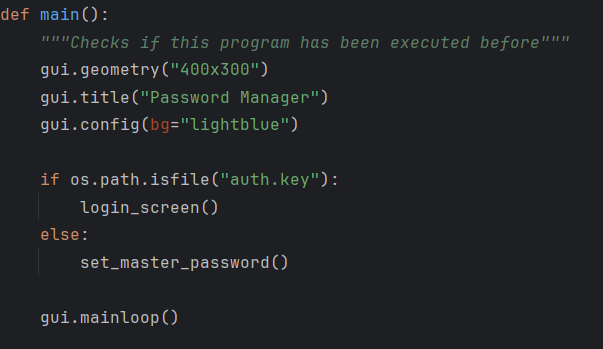 def main():
    """Checks if this program has been executed before"""
    gui.geometry("400x300")
    gui.title("Password Manager")
    gui.config(bg="lightblue")

    if os.path.isfile("auth.key"):
        login_screen()
    else:
        set_master_password()

    gui.mainloop()